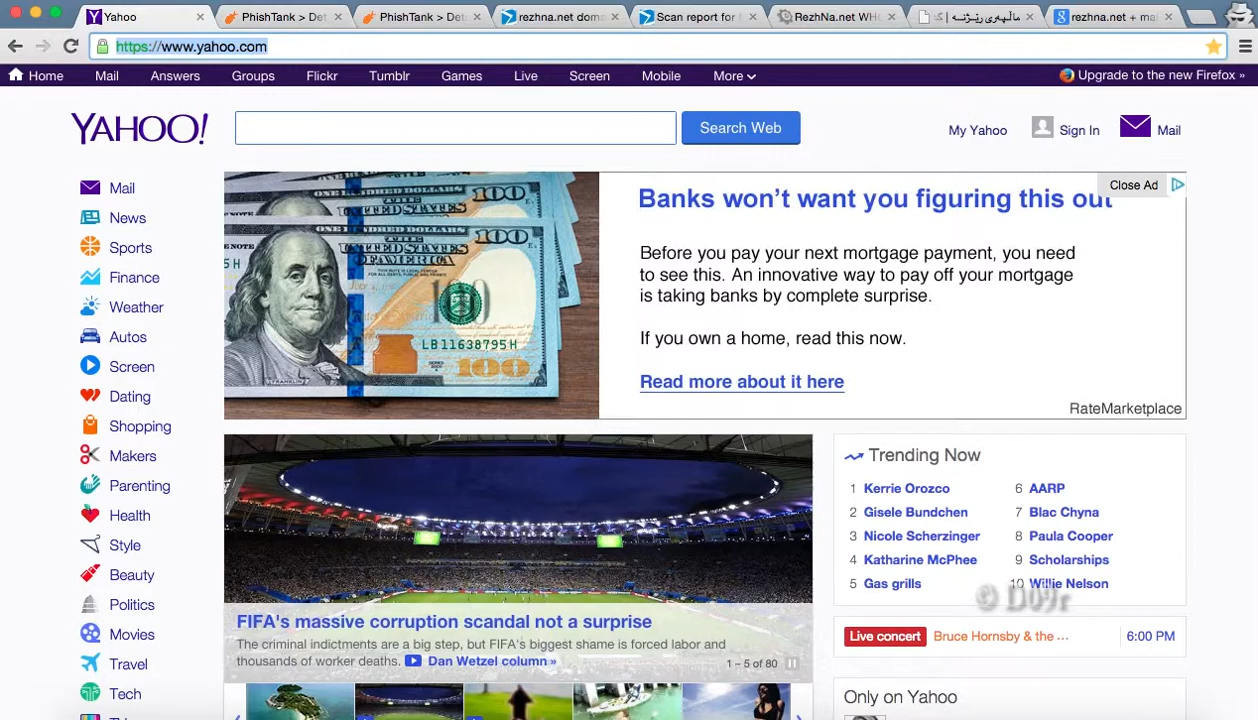 Yahoo
PhishTank > Det
PhishTank > Det
rezhna.net doma
Scan report for
RezhNa.net WH
rezhna.net + ma
https://www.yahoo.com
Home Mail Answers Groups Flickr Tumblr Games Live Screen Mobile More
Upgrade to the new Firefox »
YAHOO!
Search Web
My Yahoo
Sign In
Mail
Mail
News
Sports
Finance
Weather
Autos
Screen
Dating
Shopping
Makers
Parenting
Health
Style
Beauty
Politics
Movies
Travel
Tech
100
100
LB11638795H
FRANKLIN
100
Close Ad
Banks won’t want you figuring this out
Before you pay your next mortgage payment, you need
to see this. An innovative way to pay off your mortgage
is taking banks by complete surprise.
If you own a home, read this now.
Read more about it here
RateMarketplace
FIFA's massive corruption scandal not a surprise
The criminal indictments are a big step, but FIFA's biggest shame is forced labor and
thousands of worker deaths. Dan Wetzel column »
1 – 5 of 80
Trending Now
1 Kerrie Orozco
2 Gisele Bundchen
3 Nicole Scherzinger
4 Katharine McPhee
5 Gas grills
6 AARP
7 Blac Chyna
8 Paula Cooper
9 Scholarships
10 Willie Nelson
© D09r
Live concert Bruce Hornsby & the ... 6:00 PM
Only on Yahoo